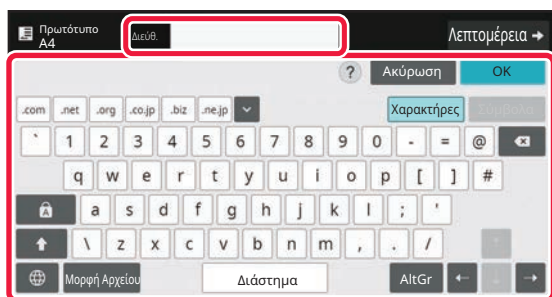 Πρωτότυπο
A4
Διεύθ.
Λεπτομέρεια →
? Ακύρωση OK
.com .net .org .co.jp .biz .ne.jp Χαρακτήρες Σύμβολα
` 1 2 3 4 5 6 7 8 9 0 - = @
q w e r t y u i o p [ ] #
A a s d f g h j k l ; '
↑ \ z x c v b n m , . / ↑
Μορφή Αρχείου Διάστημα AltGr ← ↓ →